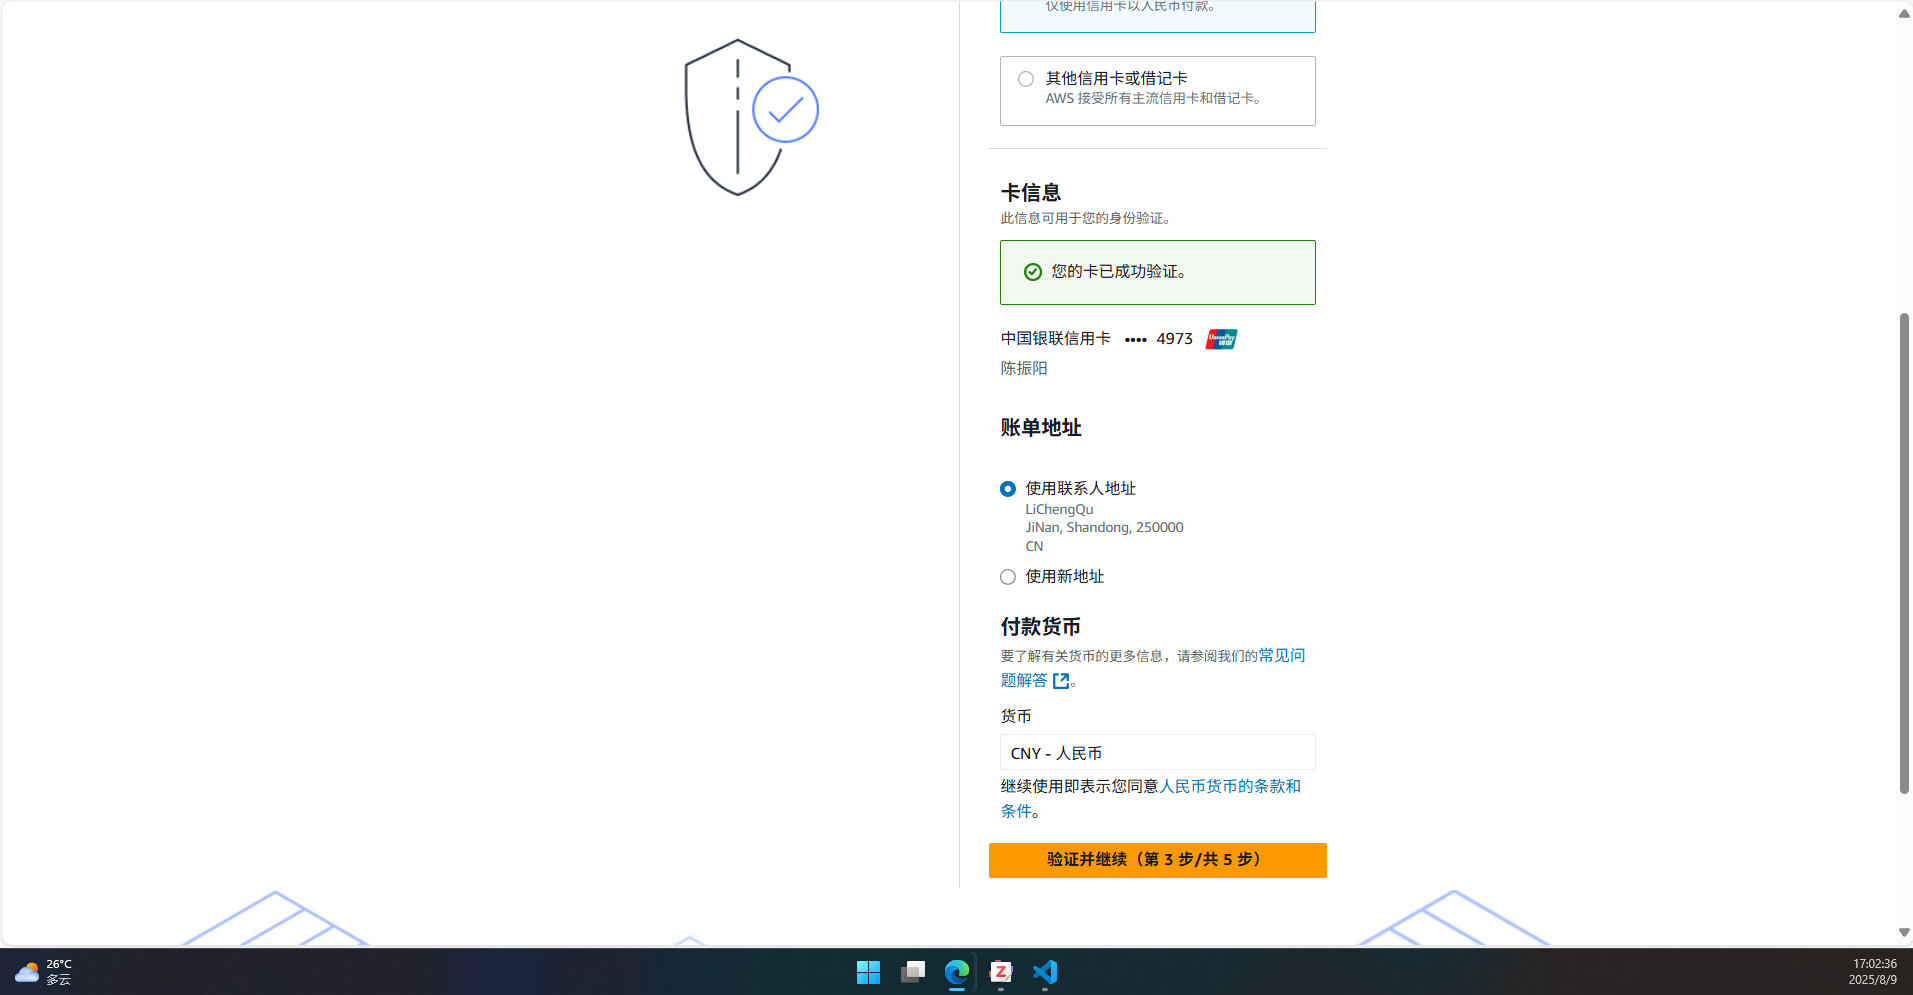 仅使用信用卡以人民币付款。
其他信用卡或借记卡
AWS 接受所有主流信用卡和借记卡。
卡信息
此信息可用于您的身份验证。
您的卡已成功验证。
中国银联信用卡 •••• 4973 UnionPay 银联
陈振阳
账单地址
使用联系人地址
LiChengQu
JiNan, Shandong, 250000
CN
使用新地址
付款货币
要了解有关货币的更多信息，请参阅我们的常见问
题解答。
货币
CNY - 人民币
继续使用即表示您同意人民币货币的条款和
条件。
验证并继续（第 3 步/共 5 步）
26°C
多云
Z
17:02:36
2025/8/9